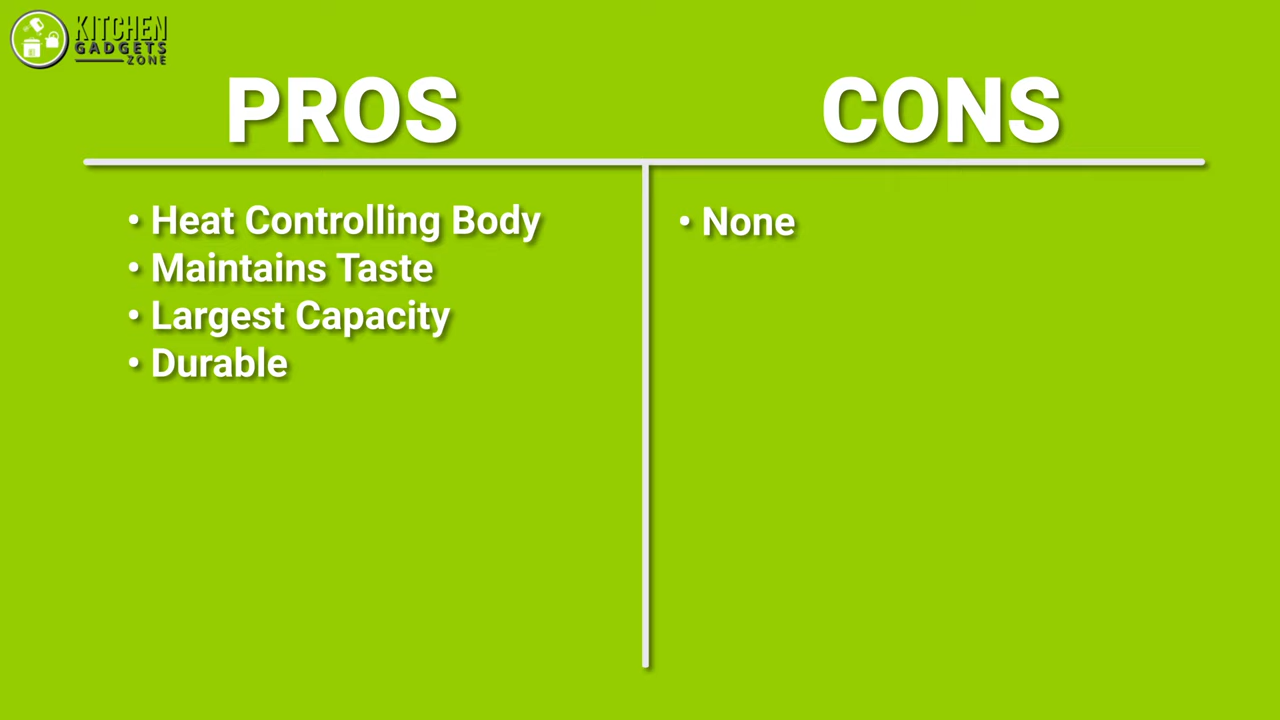 KITCHEN
GADGETS
ZONE
PROS
CONS
• Heat Controlling Body
• Maintains Taste
• Largest Capacity
• Durable
• None